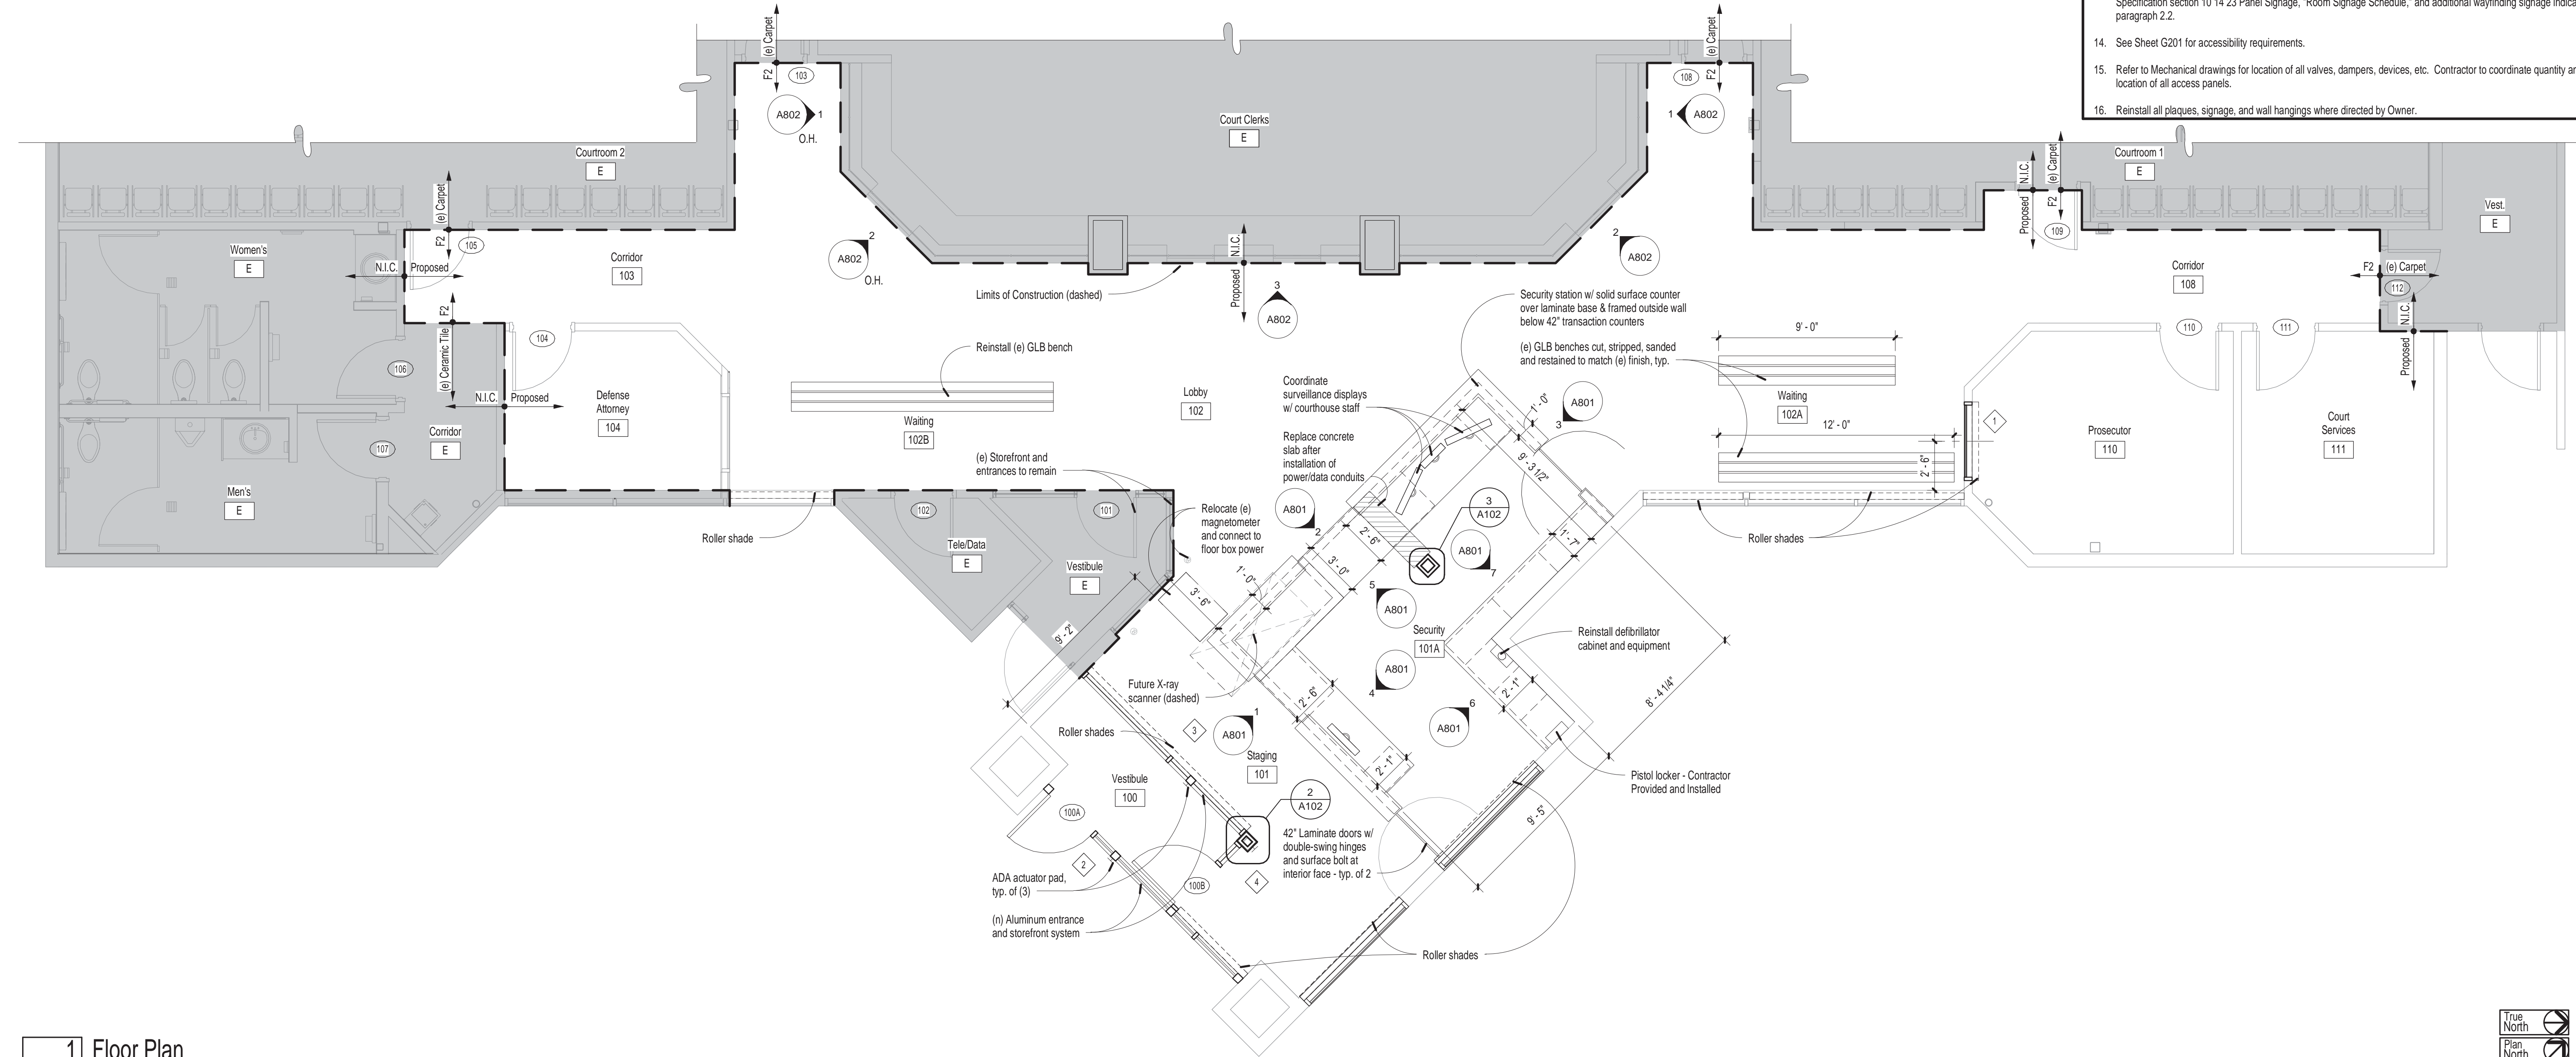 Specification section 10 14 23 Panel Signage, "Room Signage Schedule," and additional wayfinding signage
paragraph 2.2.
14. See Sheet G201 for accessibility requirements.
15. Refer to Mechanical drawings for location of all valves, dampers, devices, etc. Contractor to coordinate quantity
location of all access panels.
16. Reinstall all plaques, signage, and wall hangings where directed by Owner.
(e) Carpet
F2
103
A802
1
O.H.
Court Clerks
E
(e) Carpet
F2
108
1
A802
Courtroom 2
E
(e) Carpet
F2
105
Women's
E
N.I.C.
Proposed
Corridor
103
A802
2
O.H.
Limits of Construction (dashed)
N.I.C.
Proposed
3
A802
2
A802
Courtroom 1
E
N.I.C.
Proposed
(e) Carpet
F2
109
Vest.
E
Corridor
108
F2
(e) Carpet
112
N.I.C.
Proposed
F2
(e) Ceramic Tile
104
106
N.I.C.
Proposed
Defense
Attorney
104
107
Corridor
E
Men's
E
Reinstall (e) GLB bench
Waiting
102B
Lobby
102
Security station w/ solid surface counter
over laminate base & framed outside wall
below 42" transaction counters
(e) GLB benches cut, stripped, sanded
and restained to match (e) finish, typ.
9' - 0"
Waiting
102A
12' - 0"
2' - 6"
1
110
111
Prosecutor
110
Court
Services
111
Coordinate
surveillance displays
w/ courthouse staff
Replace concrete
slab after
installation of
power/data conduits
1' - 0"
A801
3
9' - 3 1/2"
(e) Storefront and
entrances to remain
Roller shade
102
101
Tele/Data
E
Vestibule
E
Relocate (e)
magnetometer
and connect to
floor box power
A801
2
2' - 6"
3' - 0"
1' - 0"
3' - 6"
9' - 2"
3
A102
A801
7
1' - 7"
Roller shades
5
A801
Security
101A
A801
4
Reinstall defibrillator
cabinet and equipment
2' - 1"
8' - 4 1/4"
Future X-ray
scanner (dashed)
2' - 6"
A801
6
Roller shades
3
A801
1
Staging
101
2' - 1"
Pistol locker - Contractor
Provided and Installed
9' - 5"
Vestibule
100
100A
2
A102
42" Laminate doors w/
double-swing hinges
and surface bolt at
interior face - typ. of 2
2
100B
4
ADA actuator pad,
typ. of (3)
(n) Aluminum entrance
and storefront system
Roller shades
1
Floor Plan
True
North
Plan
North